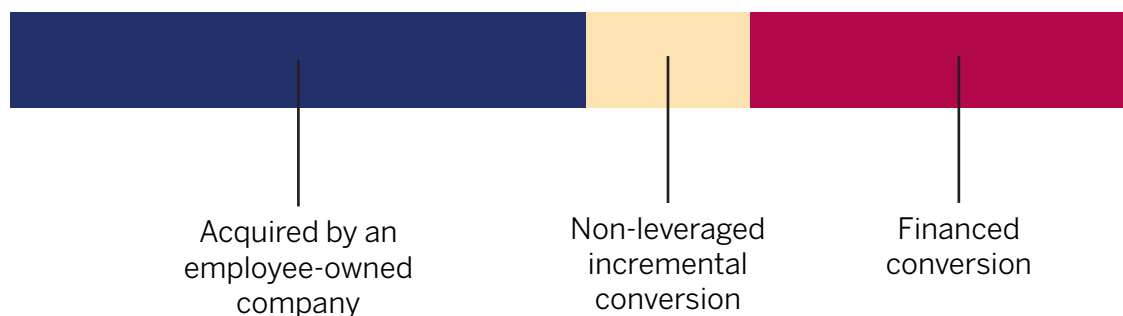 Acquired by an
employee-owned
company
Non-leveraged
incremental
conversion
Financed
conversion